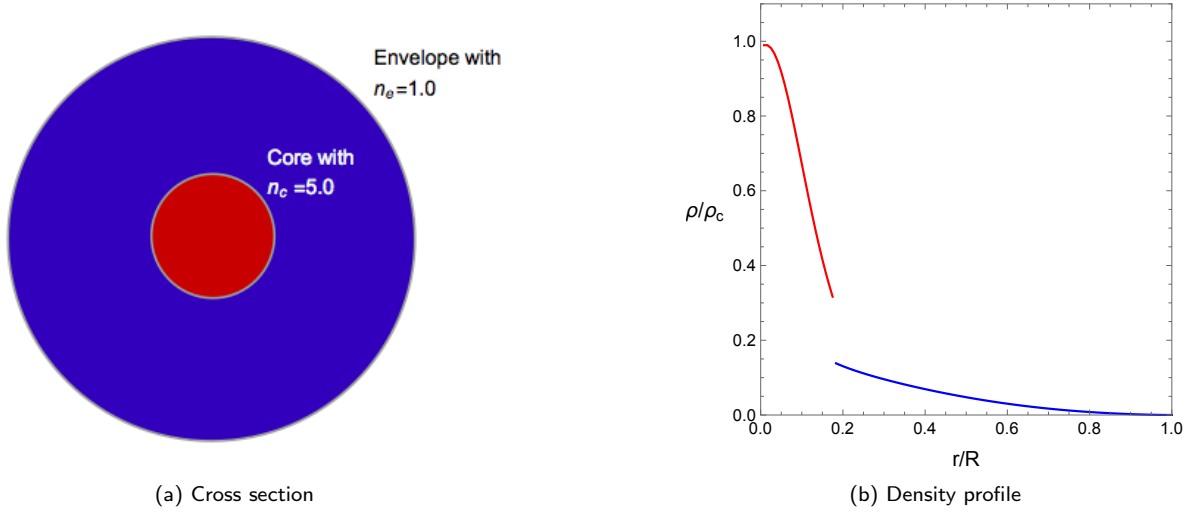 Envelope with
nₑ=1.0
Core with
n_c =5.0
(a) Cross section
1.0
0.8
0.6
ρ/ρ_c
0.4
0.2
0.0
0.0 0.2 0.4 0.6 0.8 1.0
r/R
(b) Density profile